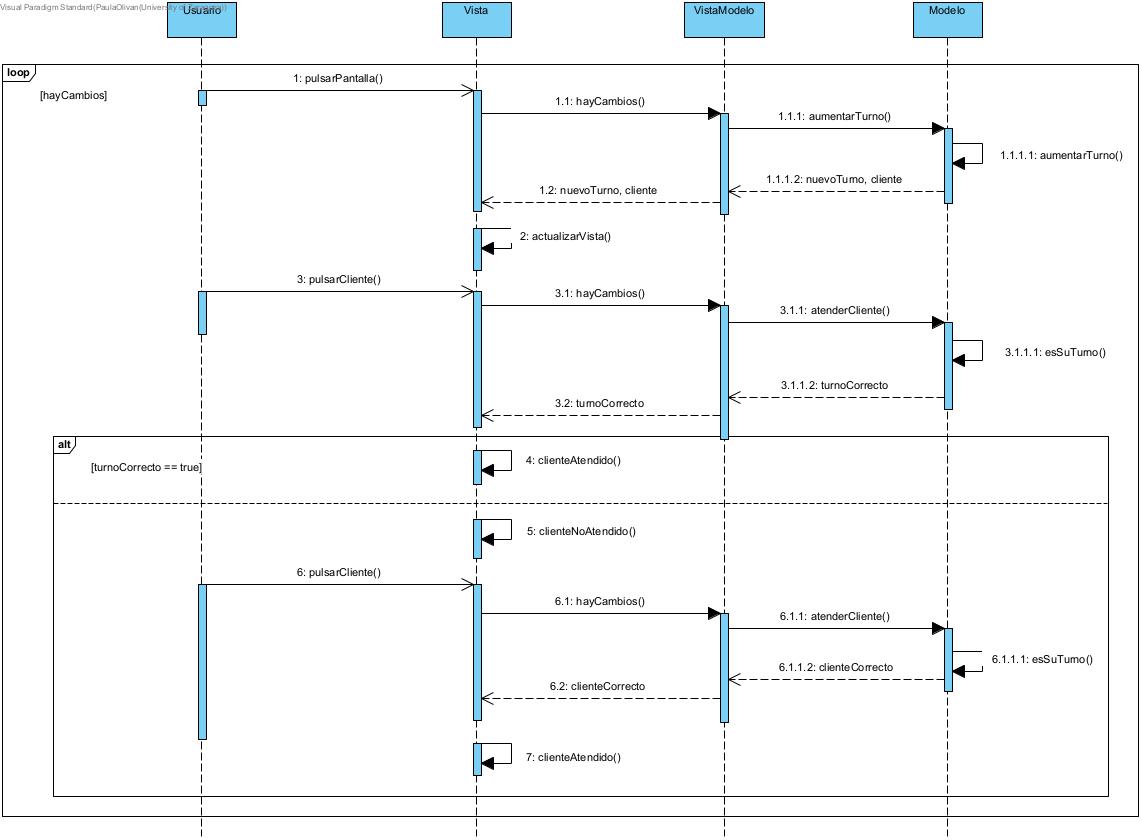 Visual Paradigm Standard(PaulaOlivan(University of
Usuario
Vista
VistaModelo
Modelo
loop
[hayCambios]
1: pulsarPantalla()
1.1: hayCambios()
1.1.1: aumentarTurno()
1.1.1.1: aumentarTurno()
1.1.1.2: nuevoTurno, cliente
1.2: nuevoTurno, cliente
2: actualizarVista()
3: pulsarCliente()
3.1: hayCambios()
3.1.1: atenderCliente()
3.1.1.1: esSuTurno()
3.1.1.2: turnoCorrecto
3.2: turnoCorrecto
alt
[turnoCorrecto == true]
4: clienteAtendido()
5: clienteNoAtendido()
6: pulsarCliente()
6.1: hayCambios()
6.1.1: atenderCliente()
6.1.1.1: esSuTurno()
6.1.1.2: clienteCorrecto
6.2: clienteCorrecto
7: clienteAtendido()